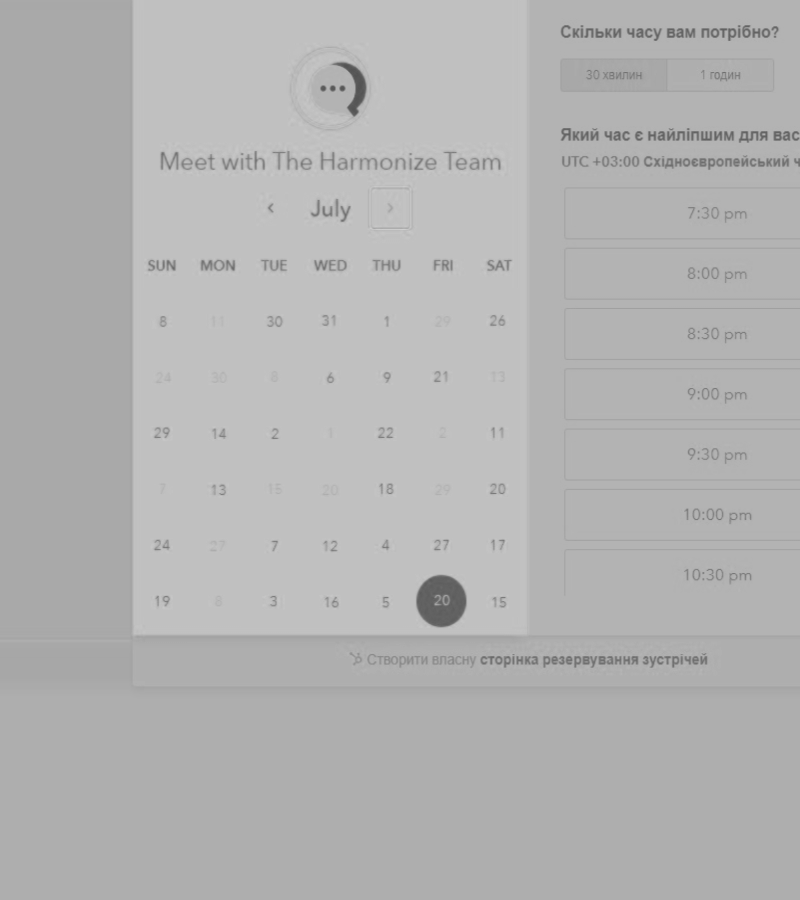 Meet with The Harmonize Team
July
SUN MON TUE WED THU FRI SAT
8 11 30 31 1 29 26
24 30 8 6 9 21 13
29 14 2 1 22 2 11
7 13 15 20 18 29 20
24 27 7 12 4 27 17
19 8 3 16 5 20 15
Скільки часу вам потрібно?
30 хвилин 1 годин
Який час є найліпшим для вас
UTC +03:00 Східноєвропейський ч
7:30 pm
8:00 pm
8:30 pm
9:00 pm
9:30 pm
10:00 pm
10:30 pm
Створити власну сторінка резервування зустрічей